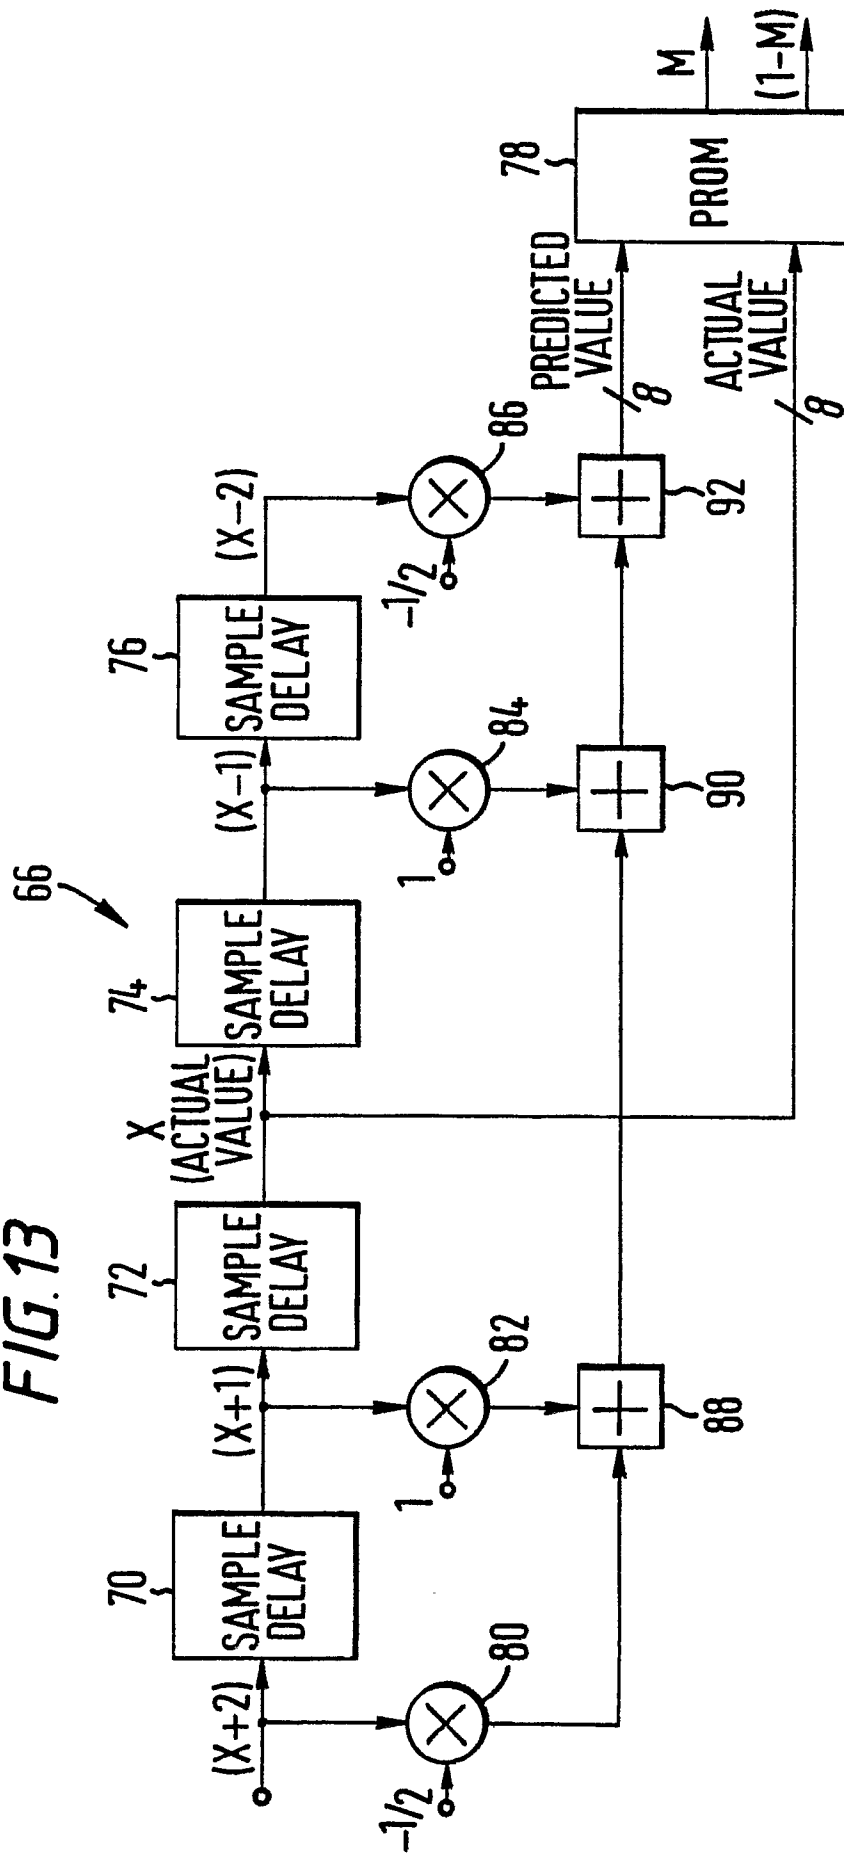 FIG.13
66
70
72
74
76
SAMPLE
DELAY
SAMPLE
DELAY
SAMPLE
DELAY
SAMPLE
DELAY
(X+2)
(X+1)
X
(ACTUAL
VALUE)
(X-1)
(X-2)
-1/2
80
1
82
1
84
-1/2
86
88
90
92
PREDICTED
VALUE
8
ACTUAL
VALUE
8
78
PROM
M
(1-M)